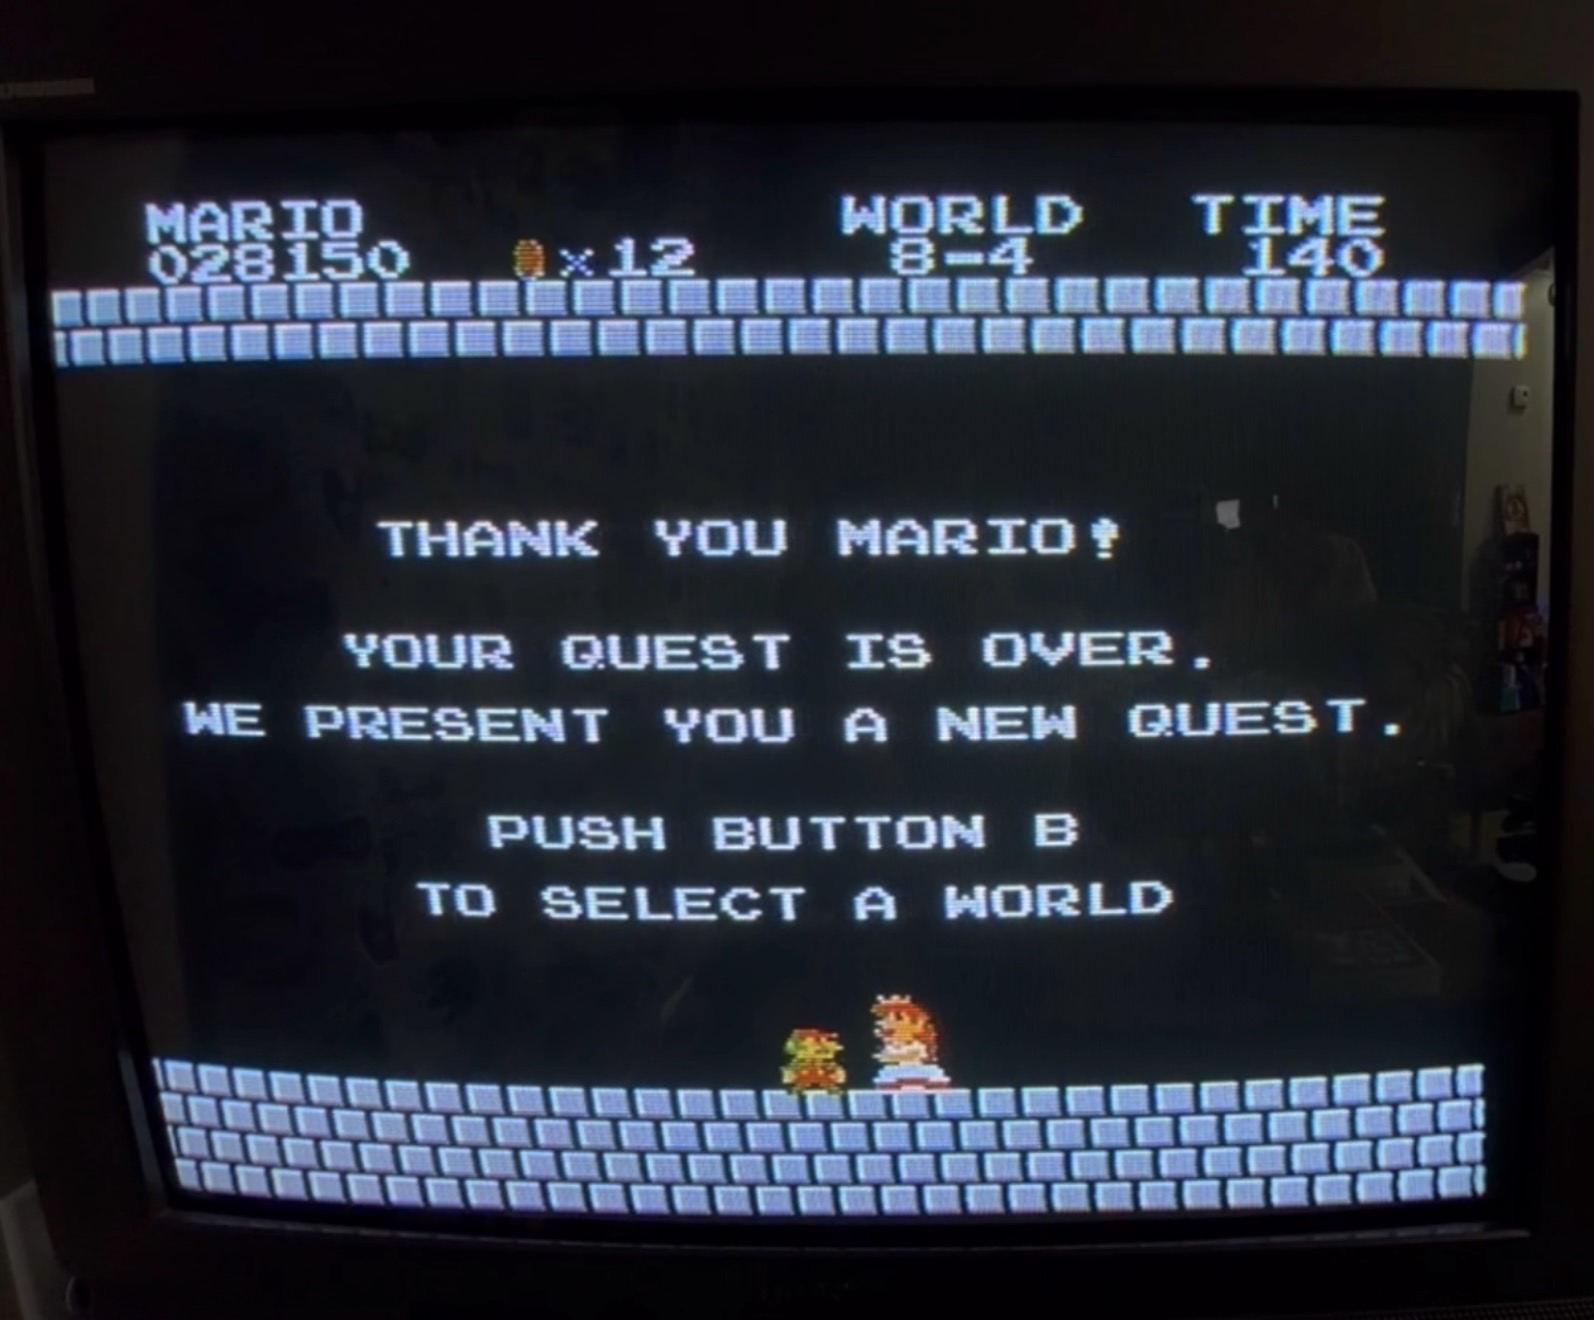 MARIO WORLD TIME
028150 x12 8-4 140
THANK YOU MARIO!
YOUR QUEST IS OVER.
WE PRESENT YOU A NEW QUEST.
PUSH BUTTON B
TO SELECT A WORLD